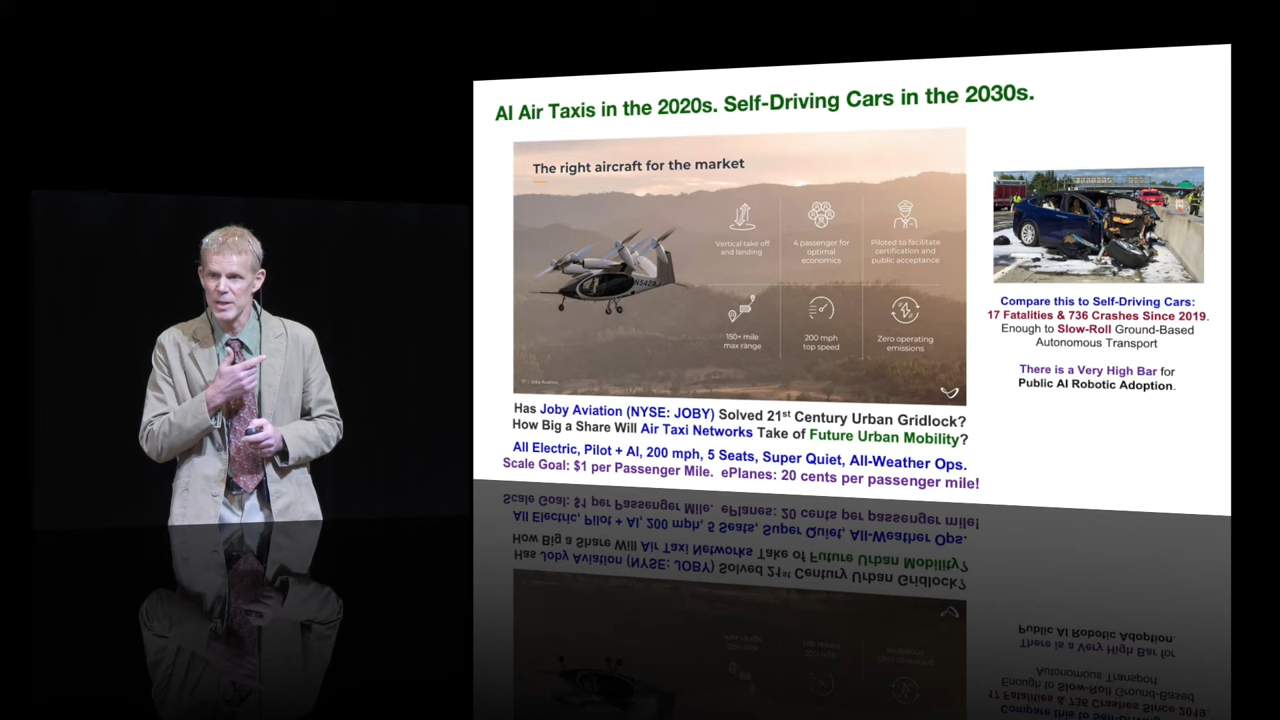 AI Air Taxis in the 2020s. Self-Driving Cars in the 2030s.
The right aircraft for the market
Vertical take off
and landing
4 passenger for
optimal
economics
Piloted to facilitate
certification and
public acceptance
150+ mile
max range
200 mph
top speed
Zero operating
emissions
N542A
Joby Aviation
Compare this to Self-Driving Cars:
17 Fatalities & 736 Crashes Since 2019.
Enough to Slow-Roll Ground-Based
Autonomous Transport
There is a Very High Bar for
Public AI Robotic Adoption.
Has Joby Aviation (NYSE: JOBY) Solved 21st Century Urban Gridlock?
How Big a Share Will Air Taxi Networks Take of Future Urban Mobility?
All Electric, Pilot + AI, 200 mph, 5 Seats, Super Quiet, All-Weather Ops.
Scale Goal: $1 per Passenger Mile. ePlanes: 20 cents per passenger mile!